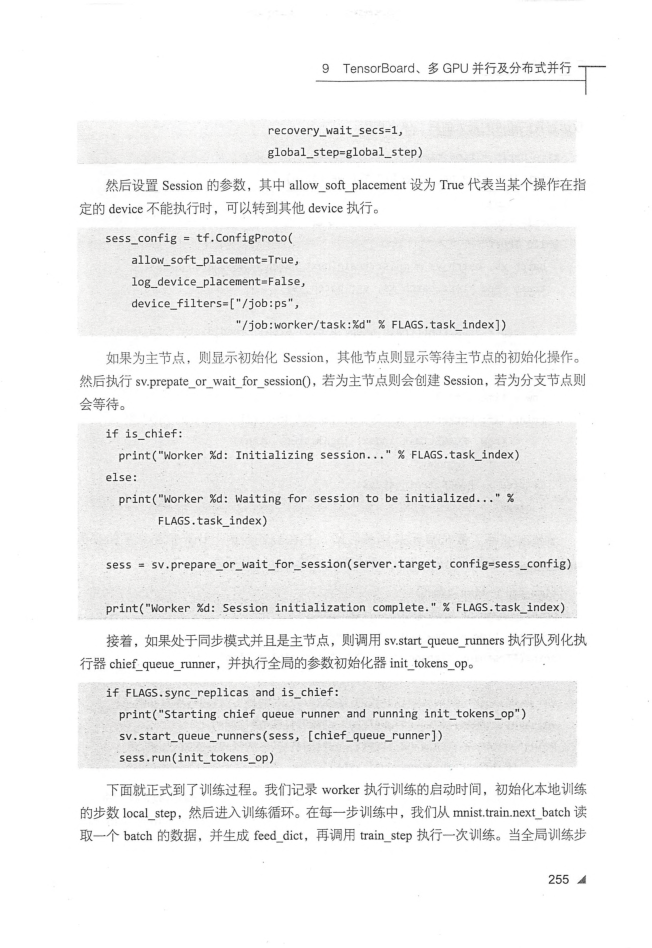 9 TensorBoard、多 GPU 并行及分布式并行
recovery_wait_secs=1,
global_step=global_step)
然后设置 Session 的参数，其中 allow_soft_placement 设为 True 代表当某个操作在指
定的 device 不能执行时，可以转到其他 device 执行。
sess_config = tf.ConfigProto(
allow_soft_placement=True,
log_device_placement=False,
device_filters=["/job:ps",
"/job:worker/task:%d" % FLAGS.task_index])
如果为主节点，则显示初始化 Session，其他节点则显示等待主节点的初始化操作。
然后执行 sv.prepate_or_wait_for_session()，若为主节点则会创建 Session，若为分支节点则
会等待。
if is_chief:
print("Worker %d: Initializing session..." % FLAGS.task_index)
else:
print("Worker %d: Waiting for session to be initialized..." %
FLAGS.task_index)
sess = sv.prepare_or_wait_for_session(server.target, config=sess_config)
print("Worker %d: Session initialization complete." % FLAGS.task_index)
接着，如果处于同步模式并且是主节点，则调用 sv.start_queue_runners 执行队列化执
行器 chief_queue_runner，并执行全局的参数初始化器 init_tokens_op。
if FLAGS.sync_replicas and is_chief:
print("Starting chief queue runner and running init_tokens_op")
sv.start_queue_runners(sess, [chief_queue_runner])
sess.run(init_tokens_op)
下面就正式到了训练过程。我们记录 worker 执行训练的启动时间，初始化本地训练
的步数 local_step，然后进入训练循环。在每一步训练中，我们从 mnist.train.next_batch 读
取一个 batch 的数据，并生成 feed_dict，再调用 train_step 执行一次训练。当全局训练步
255